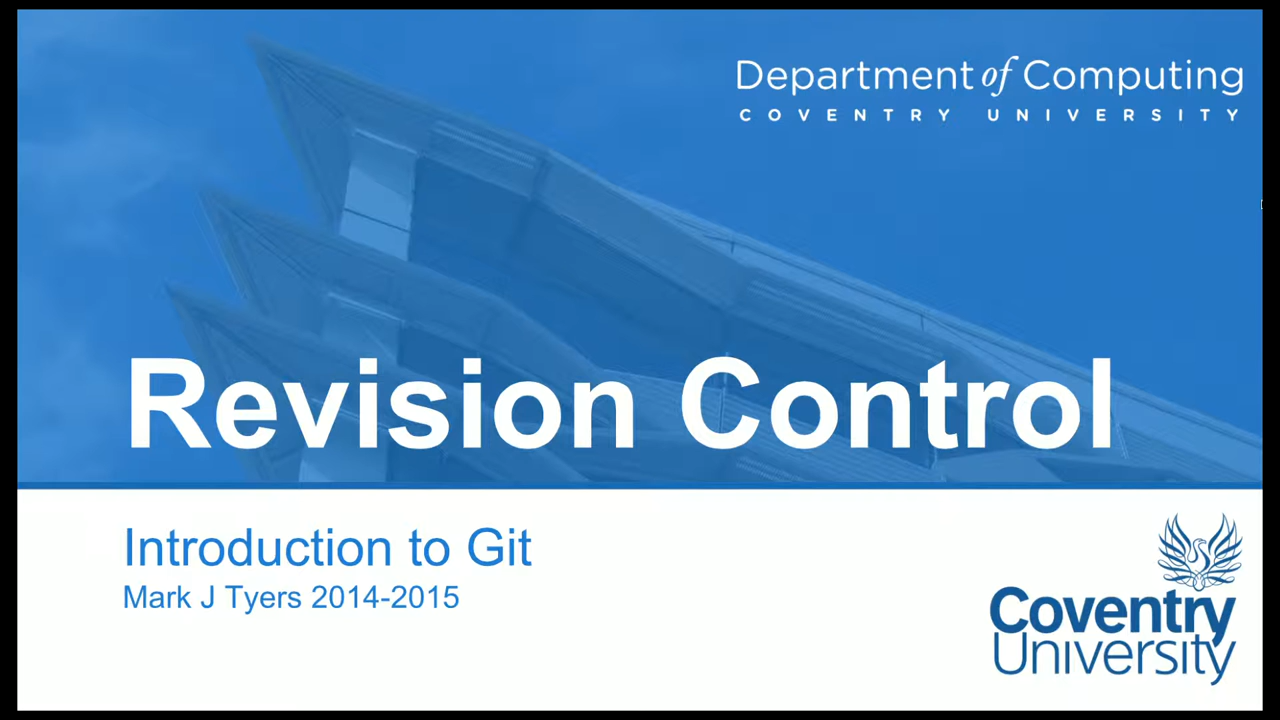 Department of Computing
COVENTRY UNIVERSITY
Revision Control
Introduction to Git
Mark J Tyers 2014-2015
Coventry
University